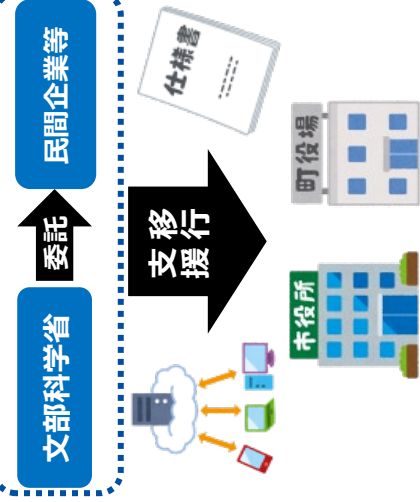 文部科学省
委託
民間企業等
移行
支援
仕様書
市役所
町役場